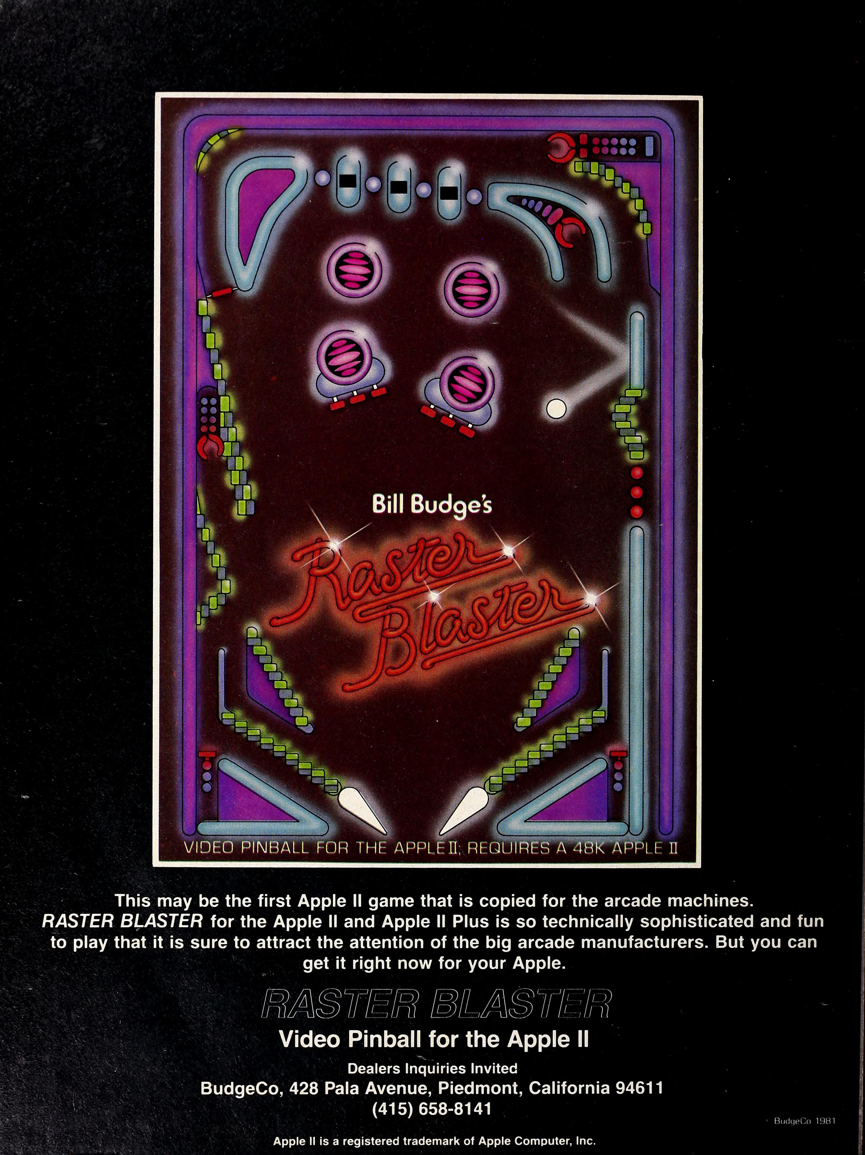 Bill Budge's
Raster
Blaster
VIDEO PINBALL FOR THE APPLE II; REQUIRES A 48K APPLE II
This may be the first Apple II game that is copied for the arcade machines.
RASTER BLASTER for the Apple II and Apple II Plus is so technically sophisticated and fun
to play that it is sure to attract the attention of the big arcade manufacturers. But you can
get it right now for your Apple.
RASTER BLASTER
Video Pinball for the Apple II
Dealers Inquiries Invited
BudgeCo, 428 Pala Avenue, Piedmont, California 94611
(415) 658-8141
BudgeCo 1981
Apple II is a registered trademark of Apple Computer, Inc.